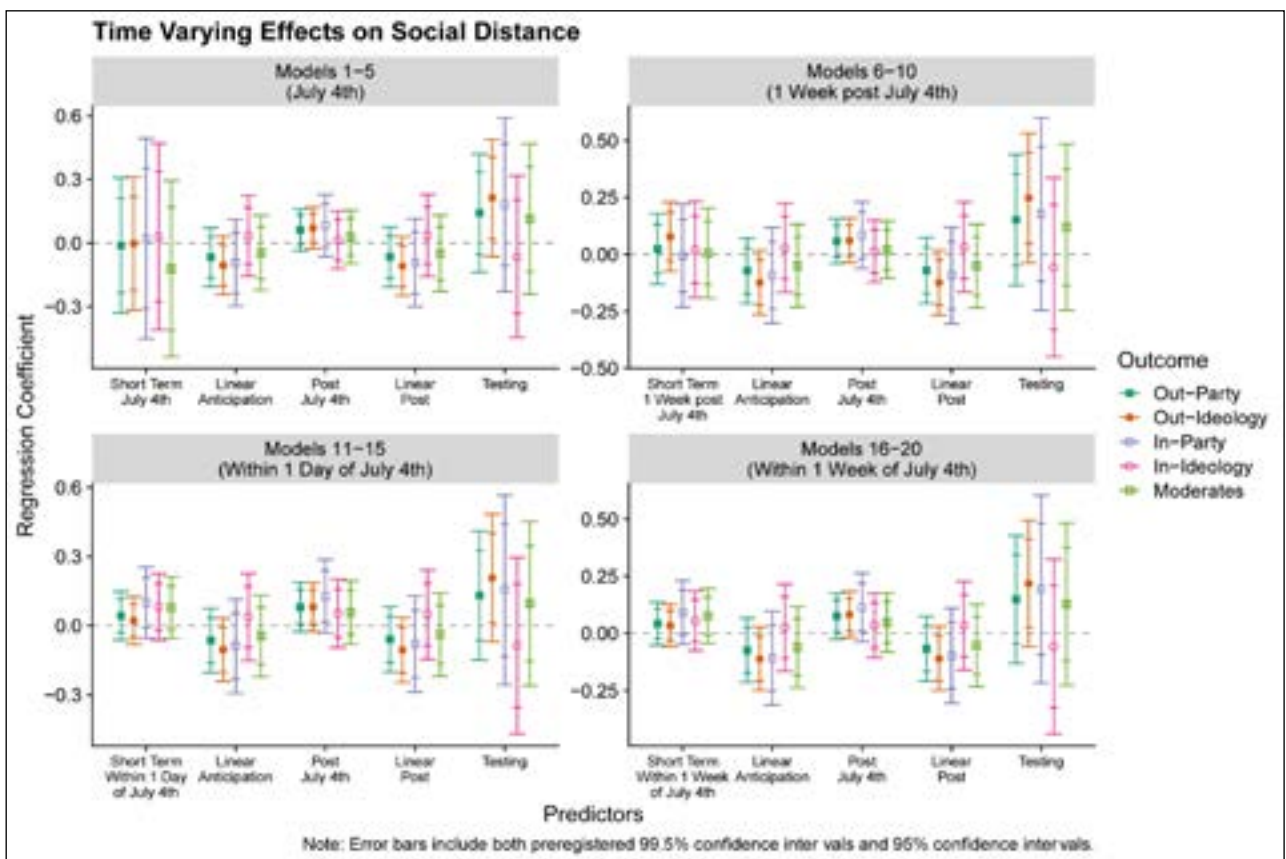 Time Varying Effects on Social Distance
Models 1−5
(July 4th)
Models 6−10
(1 Week post July 4th)
0.6
0.3
0.0
−0.3
0.50
0.25
0.00
−0.25
−0.50
Short Term
July 4th
Linear
Anticipation
Post
July 4th
Linear
Post
Testing
Short Term
1 Week post
July 4th
Linear
Anticipation
Post
July 4th
Linear
Post
Testing
Models 11−15
(Within 1 Day of July 4th)
Models 16−20
(Within 1 Week of July 4th)
0.6
0.3
0.0
−0.3
0.50
0.25
0.00
−0.25
Short Term
Within 1 Day
of July 4th
Linear
Anticipation
Post
July 4th
Linear
Post
Testing
Short Term
Within 1 Week
of July 4th
Linear
Anticipation
Post
July 4th
Linear
Post
Testing
Regression Coefficient
Predictors
Outcome
Out−Party
Out−Ideology
In−Party
In−Ideology
Moderates
Note: Error bars include both preregistered 99.5% confidence inter vals and 95% confidence intervals.